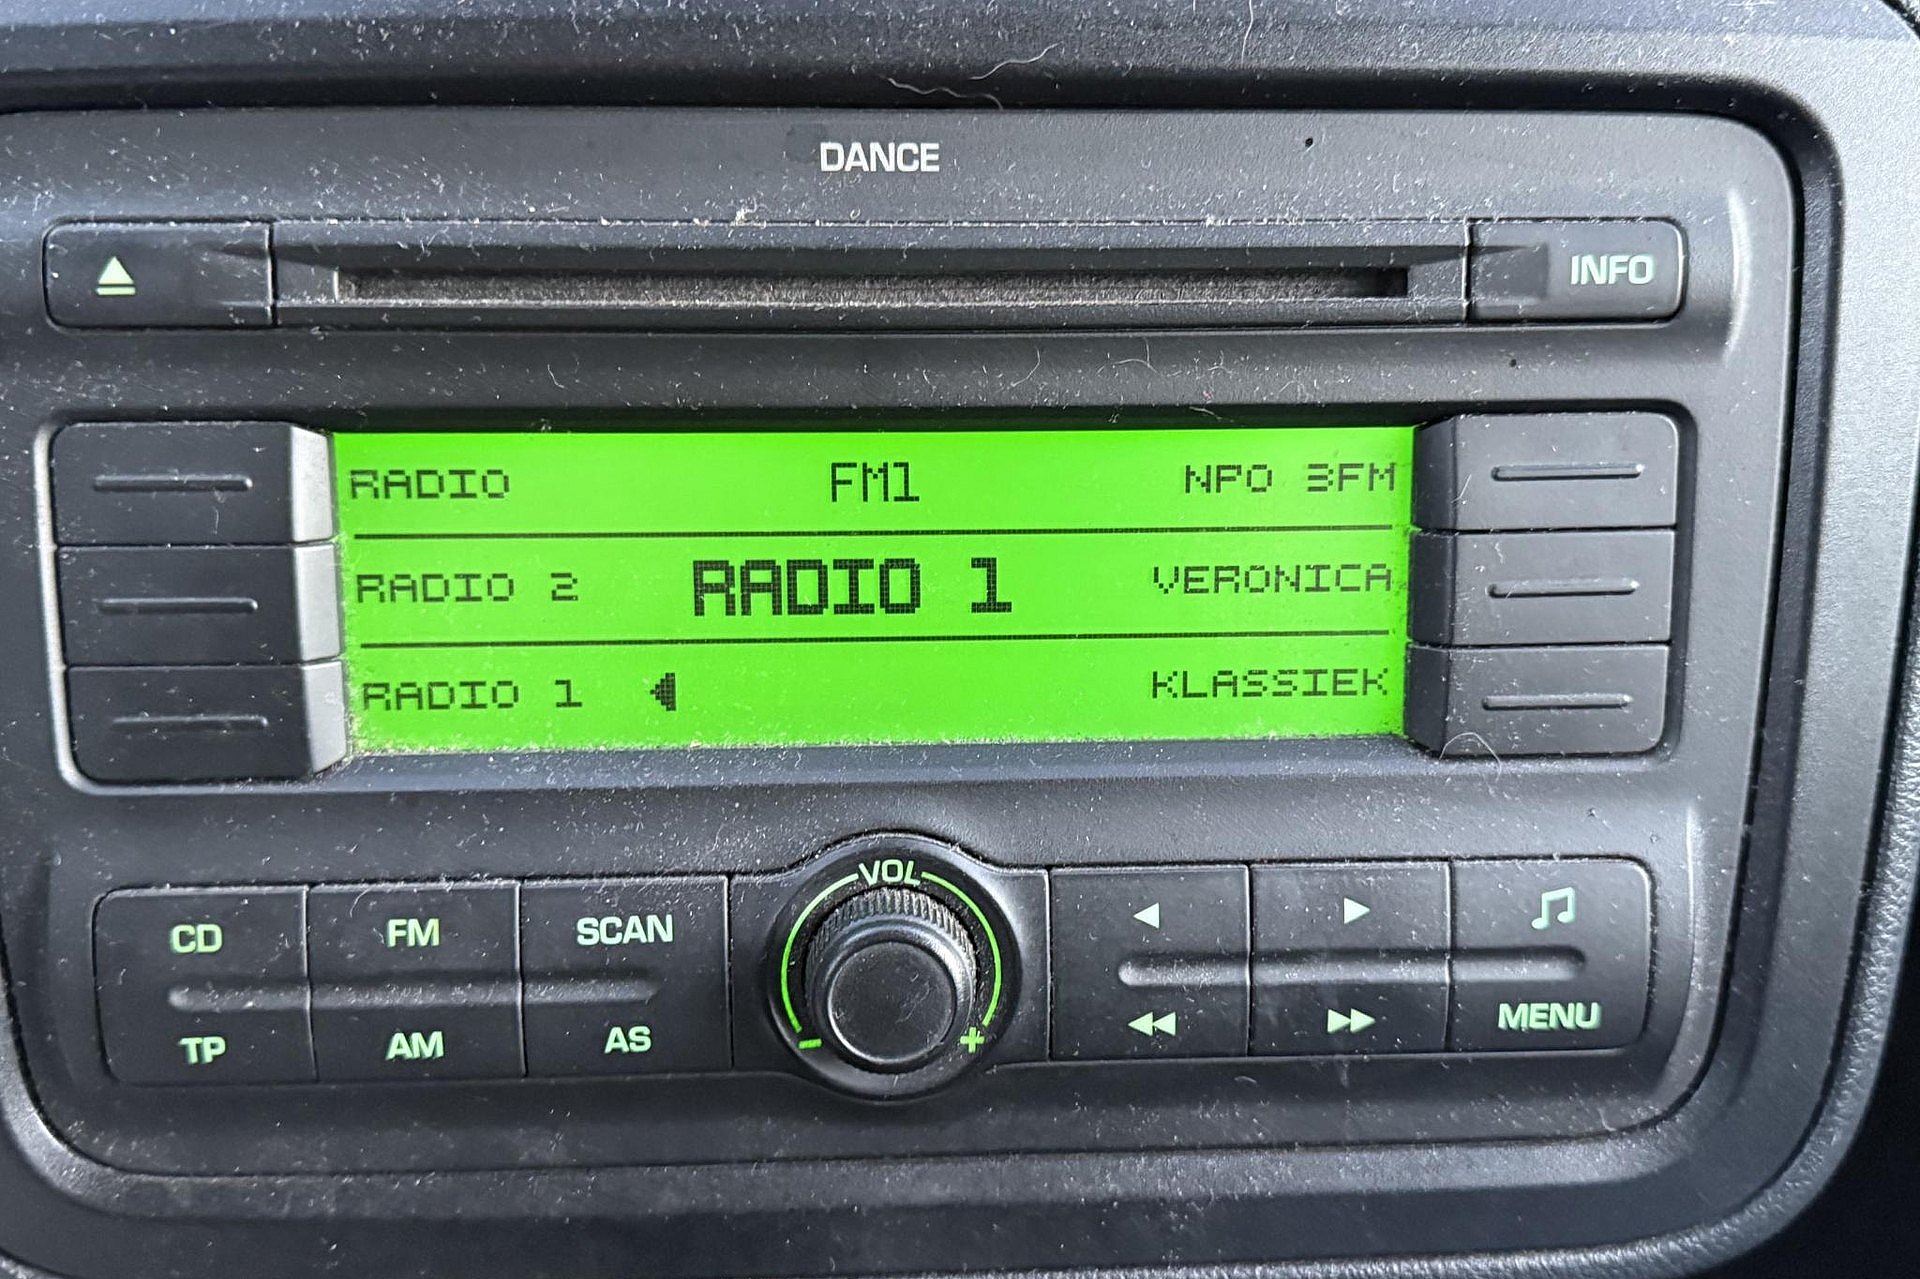 DANCE
INFO
RADIO FM1 NPO 3FM
RADIO 2 RADIO 1 VERONICA
RADIO 1 KLASSIEK
VOL
CD FM SCAN
TP AM AS - +
MENU